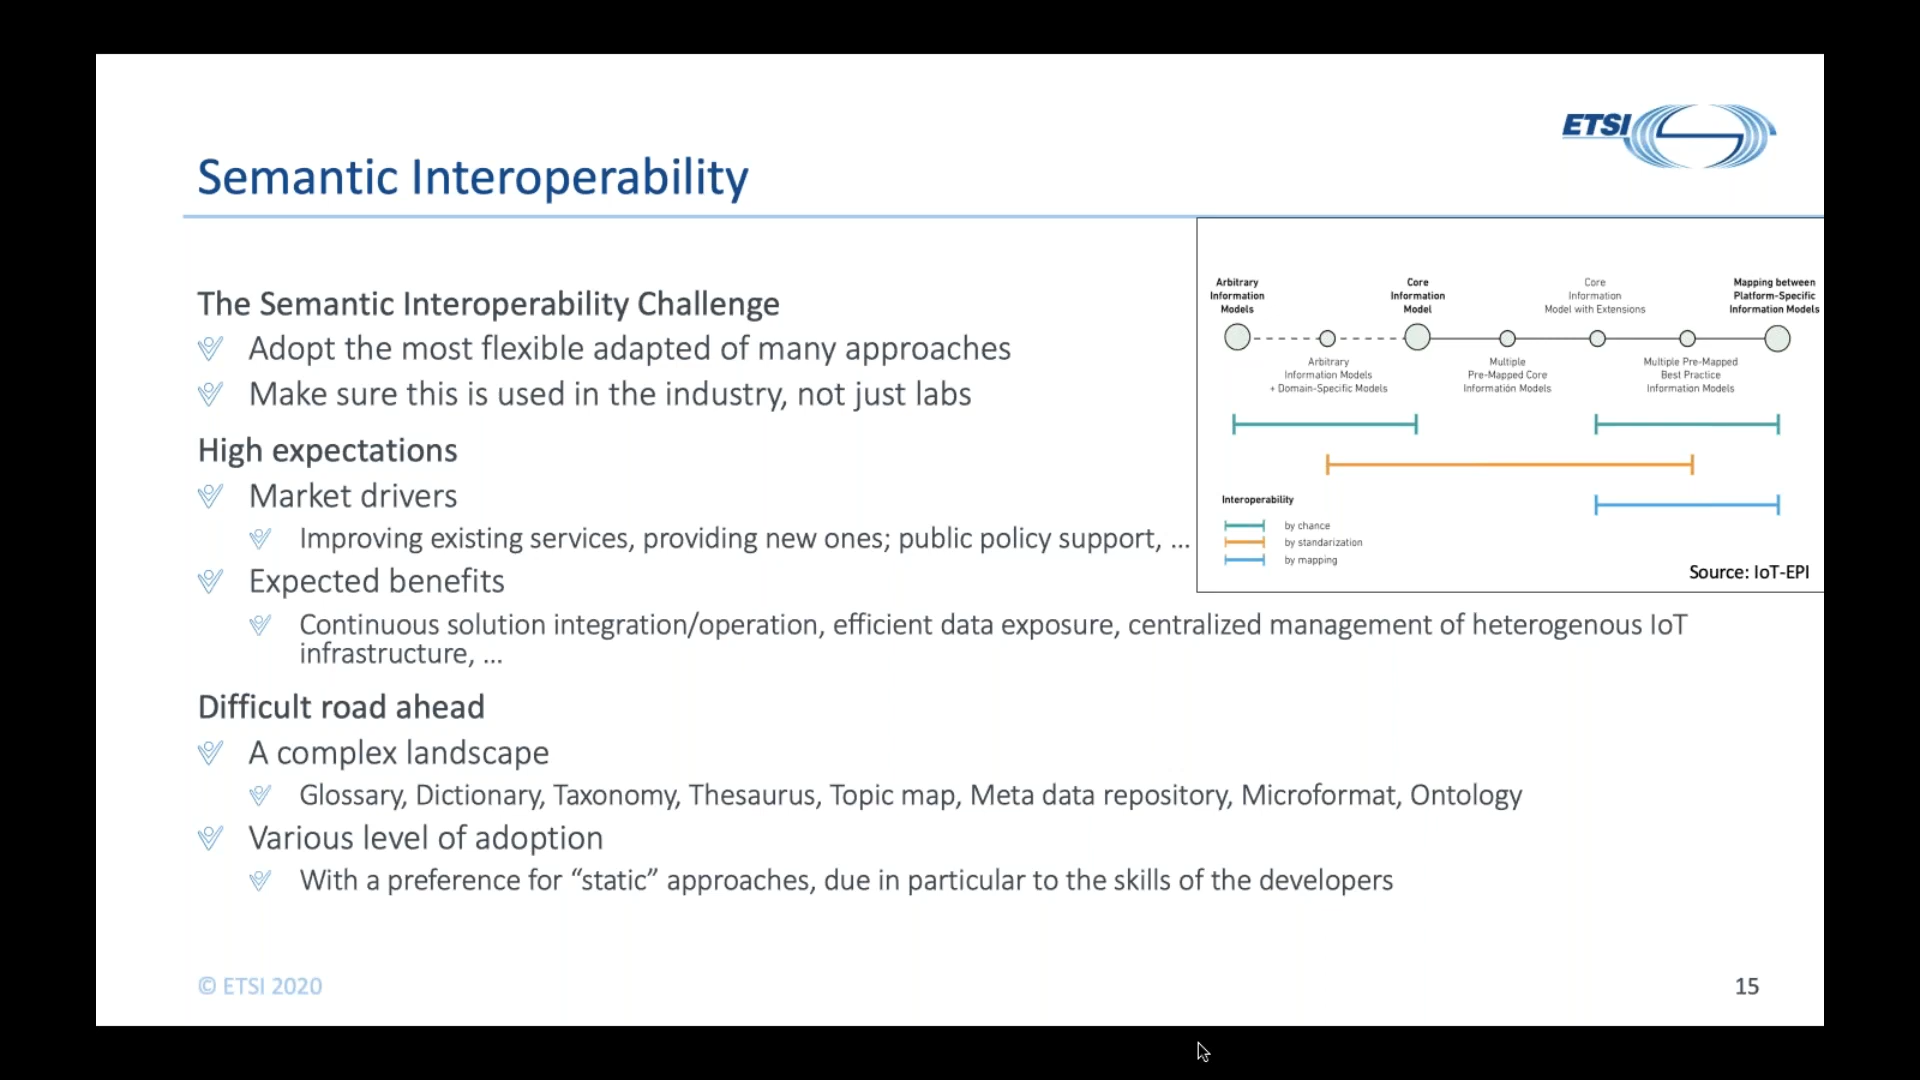 ETSI
Semantic Interoperability
The Semantic Interoperability Challenge
Adopt the most flexible adapted of many approaches
Make sure this is used in the industry, not just labs
High expectations
Market drivers
Improving existing services, providing new ones; public policy support, ...
Expected benefits
Continuous solution integration/operation, efficient data exposure, centralized management of heterogenous IoT
infrastructure, ...
Difficult road ahead
A complex landscape
Glossary, Dictionary, Taxonomy, Thesaurus, Topic map, Meta data repository, Microformat, Ontology
Various level of adoption
With a preference for “static” approaches, due in particular to the skills of the developers
Arbitrary
Information
Models
Core
Information
Model
Core
Information
Model with Extensions
Mapping between
Platform-Specific
Information Models
Arbitrary
Information Models
+ Domain-Specific Models
Multiple
Pre-Mapped Core
Information Models
Multiple Pre-Mapped
Best Practice
Information Models
Interoperability
by chance
by standarization
by mapping
Source: IoT-EPI
© ETSI 2020
15